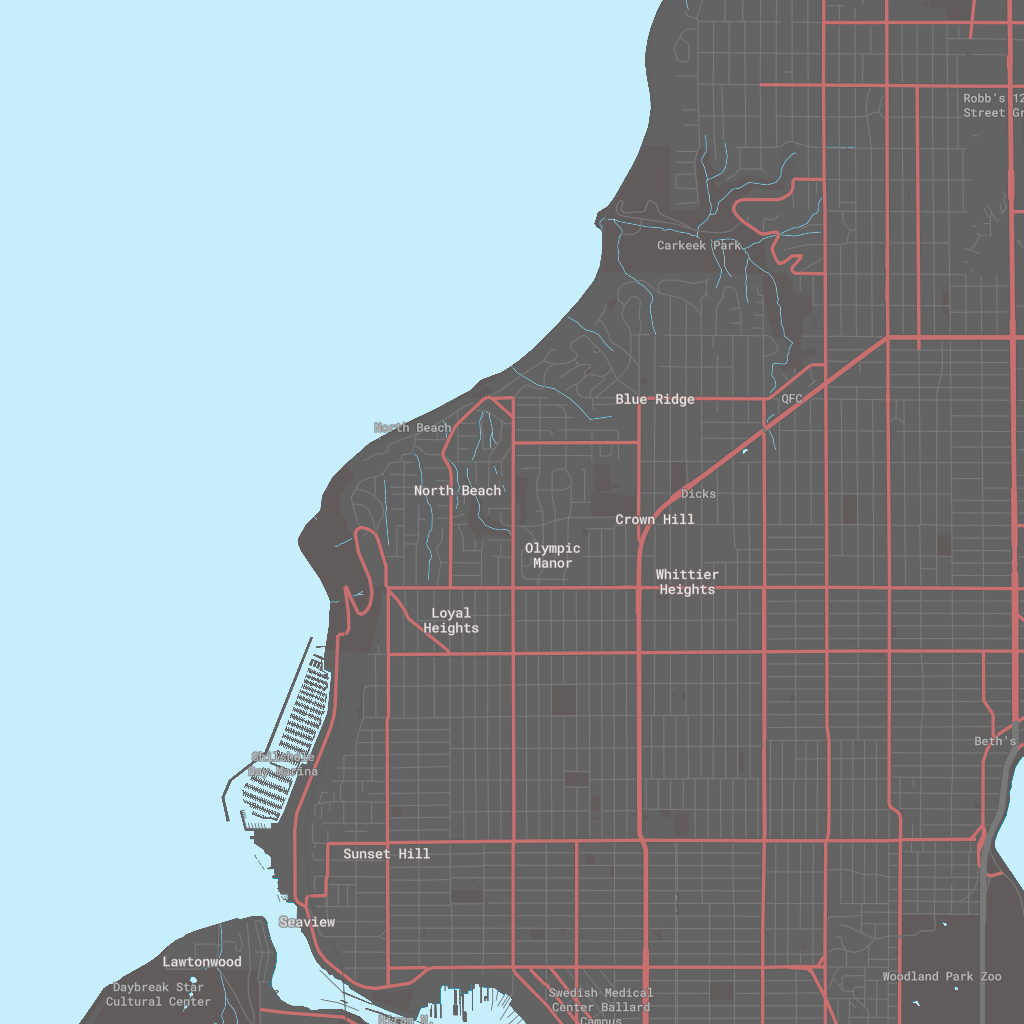 Robb's 12
Street Gr
Carkeek Park
Blue Ridge
QFC
North Beach
North Beach
Dicks
Crown Hill
Olympic
Manor
Whittier
Heights
Loyal
Heights
Beth's
Shilshole
Bay Marina
Sunset Hill
Seaview
Lawtonwood
Daybreak Star
Cultural Center
Woodland Park Zoo
Swedish Medical
Center Ballard
Campus
Hiram M.